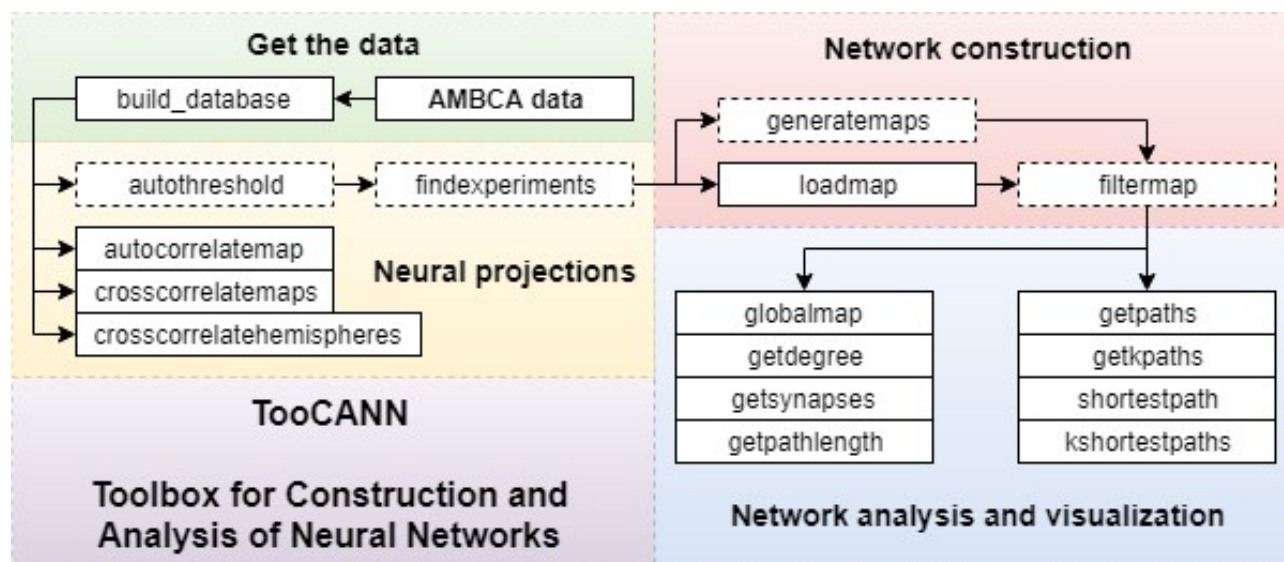 Get the data
build_database
AMBCA data
autothreshold
findexperiments
autocorrelatemap
crosscorrelatemaps
crosscorrelatehemispheres
Neural projections
TooCANN
Toolbox for Construction and
Analysis of Neural Networks
Network construction
generatemaps
loadmap
filtermap
globalmap
getdegree
getsynapses
getpathlength
getpaths
getkpaths
shortestpath
kshortestpaths
Network analysis and visualization